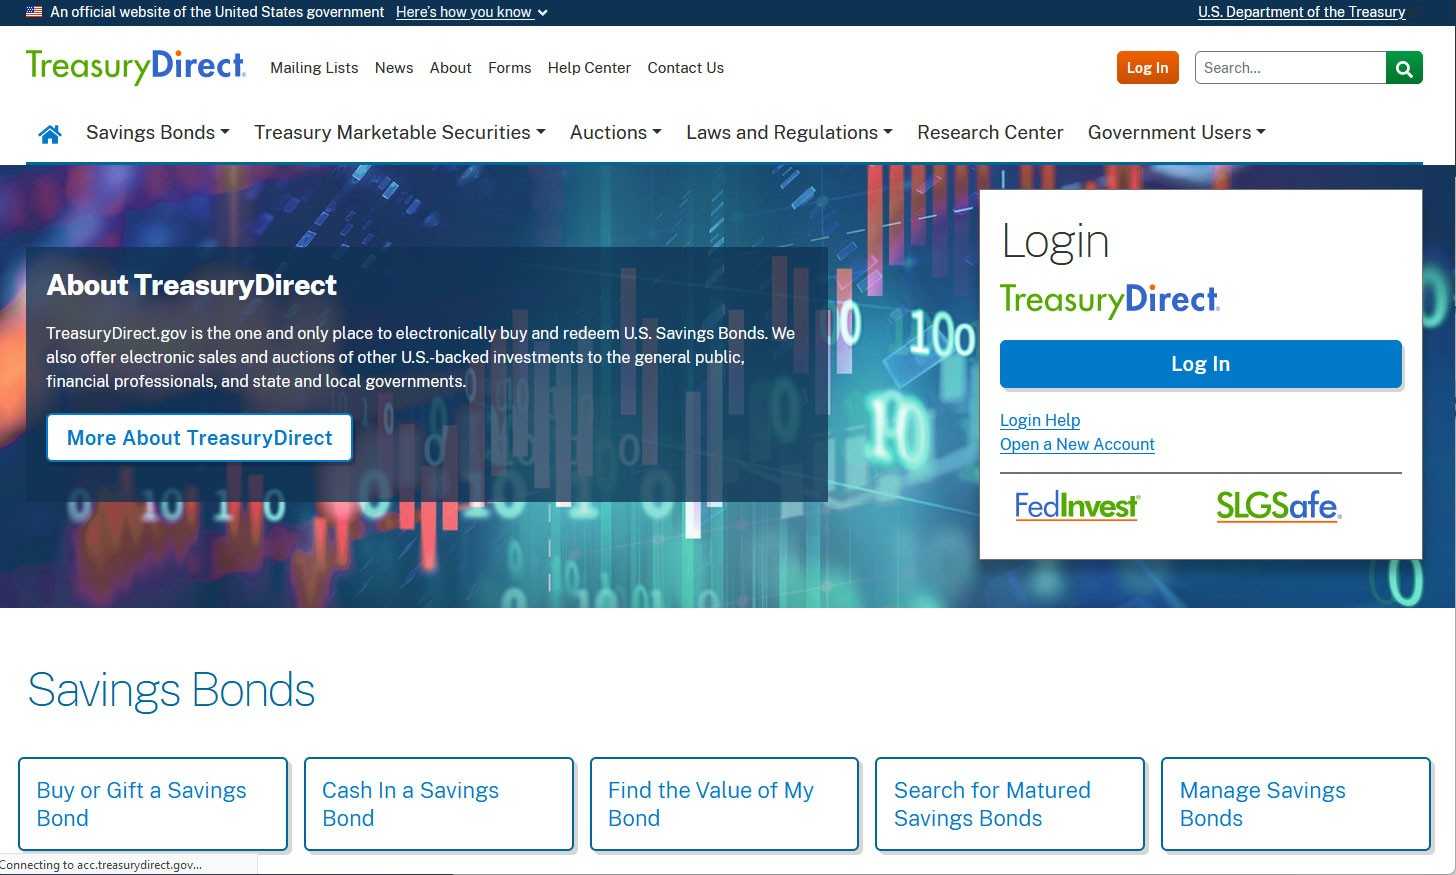 An official website of the United States government Here's how you know
U.S. Department of the Treasury
TreasuryDirect®
Mailing Lists News About Forms Help Center Contact Us
Log In
Search...
Savings Bonds Treasury Marketable Securities Auctions Laws and Regulations Research Center Government Users
About TreasuryDirect
TreasuryDirect.gov is the one and only place to electronically buy and redeem U.S. Savings Bonds. We
also offer electronic sales and auctions of other U.S.-backed investments to the general public,
financial professionals, and state and local governments.
More About TreasuryDirect
Login
TreasuryDirect®
Log In
Login Help
Open a New Account
FedInvest®
SLGSafe®
Savings Bonds
Buy or Gift a Savings
Bond
Cash In a Savings
Bond
Find the Value of My
Bond
Search for Matured
Savings Bonds
Manage Savings
Bonds
Connecting to acc.treasurydirect.gov...